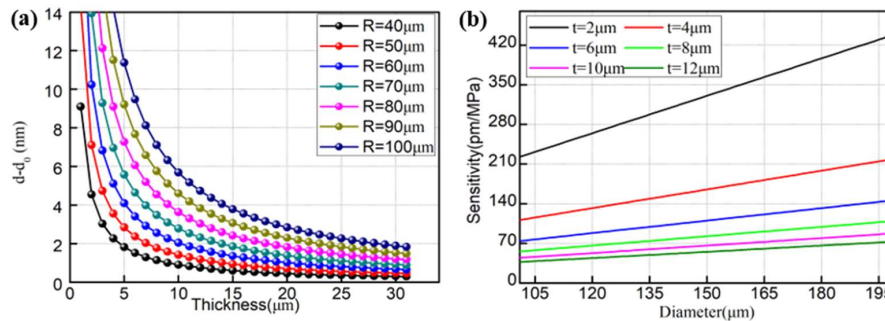 (a)
R=40μm
R=50μm
R=60μm
R=70μm
R=80μm
R=90μm
R=100μm
14
12
10
8
6
4
2
0
d-d0 (nm)
0 5 10 15 20 25 30
Thickness(μm)
(b)
t=2μm t=4μm
t=6μm t=8μm
t=10μm t=12μm
420
350
280
210
140
70
0
Sensitivity(pm/MPa)
105 120 135 150 165 180 195
Diameter(μm)